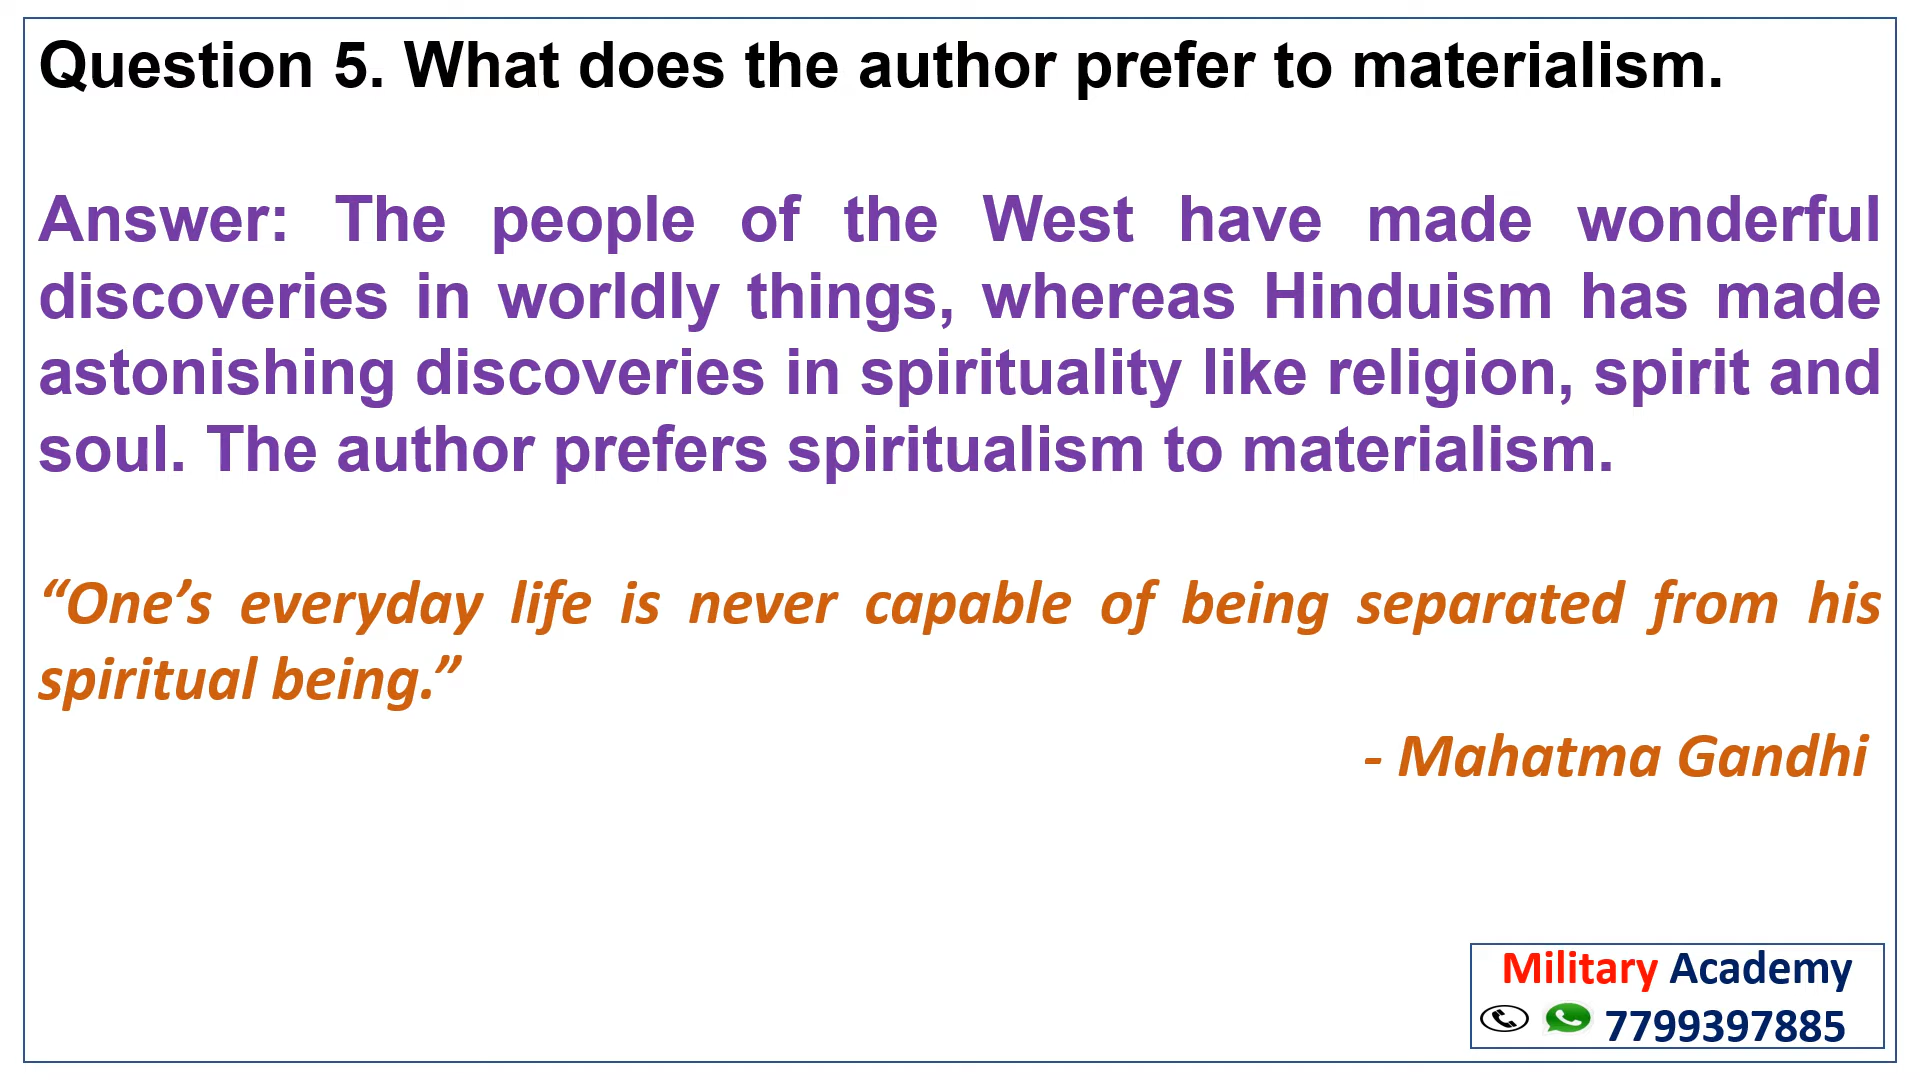 Question 5. What does the author prefer to materialism.
Answer: The people of the West have made wonderful
discoveries in worldly things, whereas Hinduism has made
astonishing discoveries in spirituality like religion, spirit and
soul. The author prefers spiritualism to materialism.
“One’s everyday life is never capable of being separated from his
spiritual being.”
- Mahatma Gandhi
Military Academy
7799397885